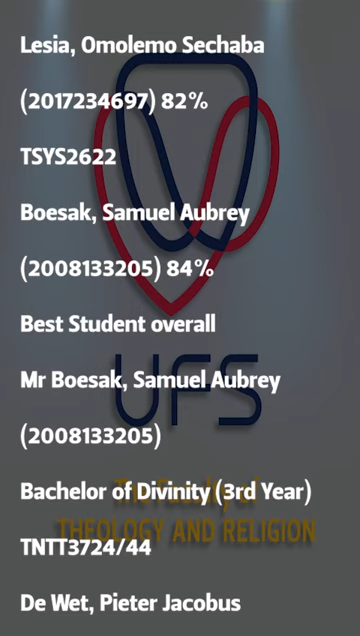 Lesia, Omolemo Sechaba
(2017234697) 82%
TSYS2622
Boesak, Samuel Aubrey
(2008133205) 84%
Best Student overall
UFS
Mr Boesak, Samuel Aubrey
(2008133205)
Bachelor of Divinity (3rd Year)
THEOLOGY AND RELIGION
TNTT3724/44
De Wet, Pieter Jacobus